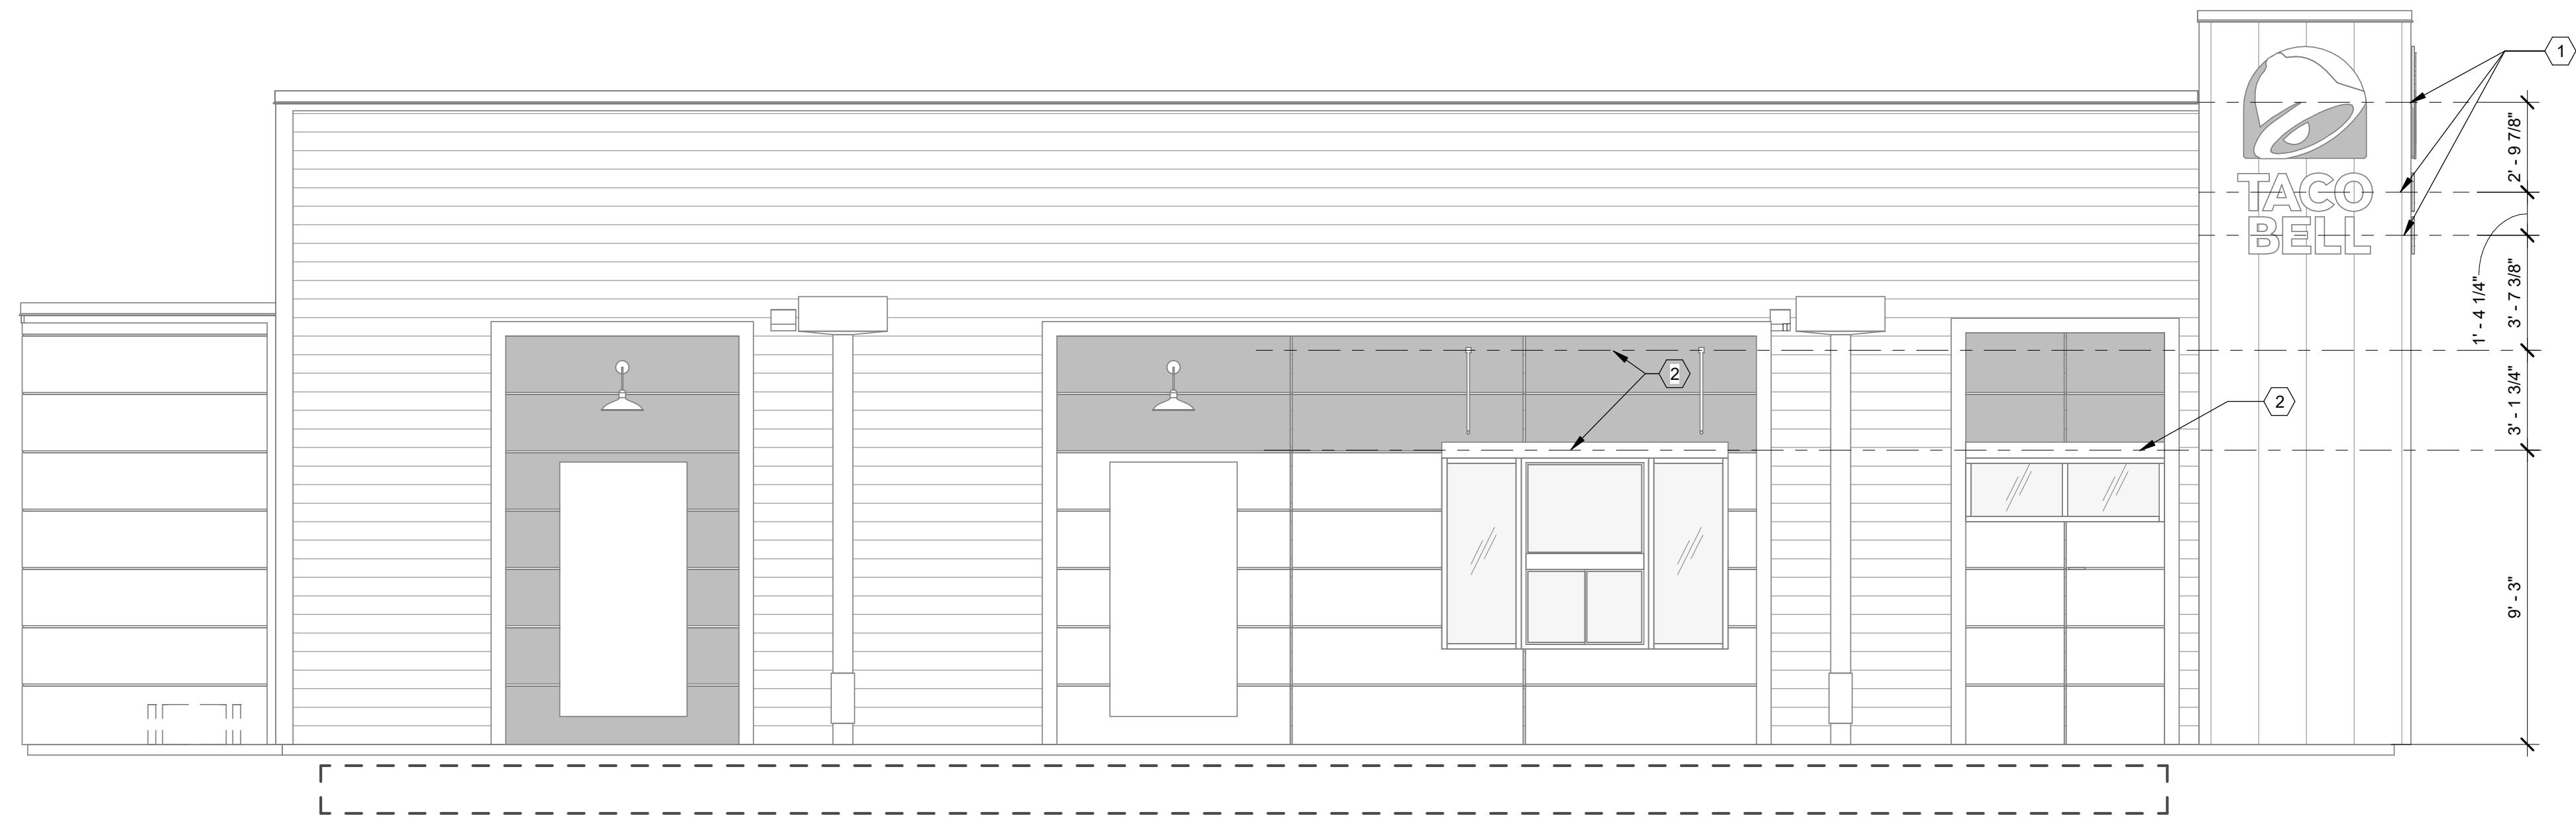 1
2' - 9 7/8"
TACO
BELL
1' - 4 1/4"
3' - 7 3/8"
2
3' - 1 3/4"
2
9' - 3"